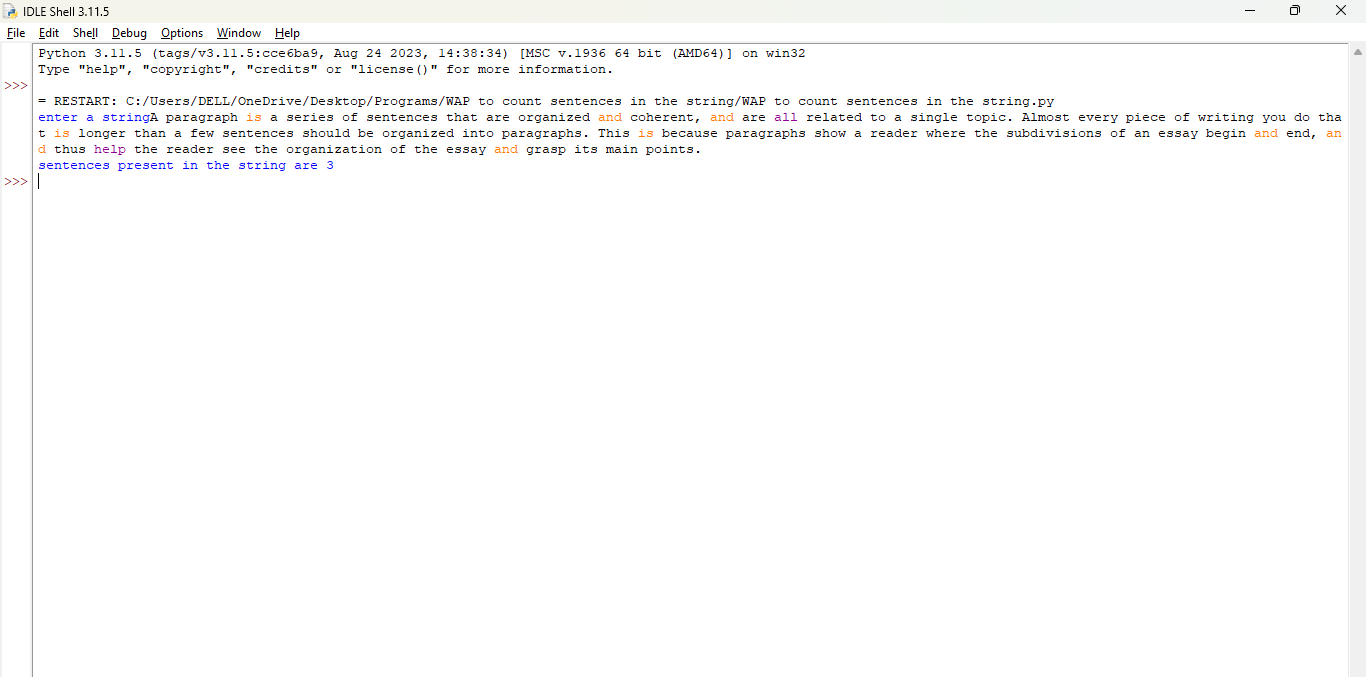 IDLE Shell 3.11.5
File Edit Shell Debug Options Window Help
Python 3.11.5 (tags/v3.11.5:cce6ba9, Aug 24 2023, 14:38:34) [MSC v.1936 64 bit (AMD64)] on win32
Type "help", "copyright", "credits" or "license()" for more information.
>>>
= RESTART: C:/Users/DELL/OneDrive/Desktop/Programs/WAP to count sentences in the string/WAP to count sentences in the string.py
enter a stringA paragraph is a series of sentences that are organized and coherent, and are all related to a single topic. Almost every piece of writing you do tha
t is longer than a few sentences should be organized into paragraphs. This is because paragraphs show a reader where the subdivisions of an essay begin and end, an
d thus help the reader see the organization of the essay and grasp its main points.
sentences present in the string are 3
>>>